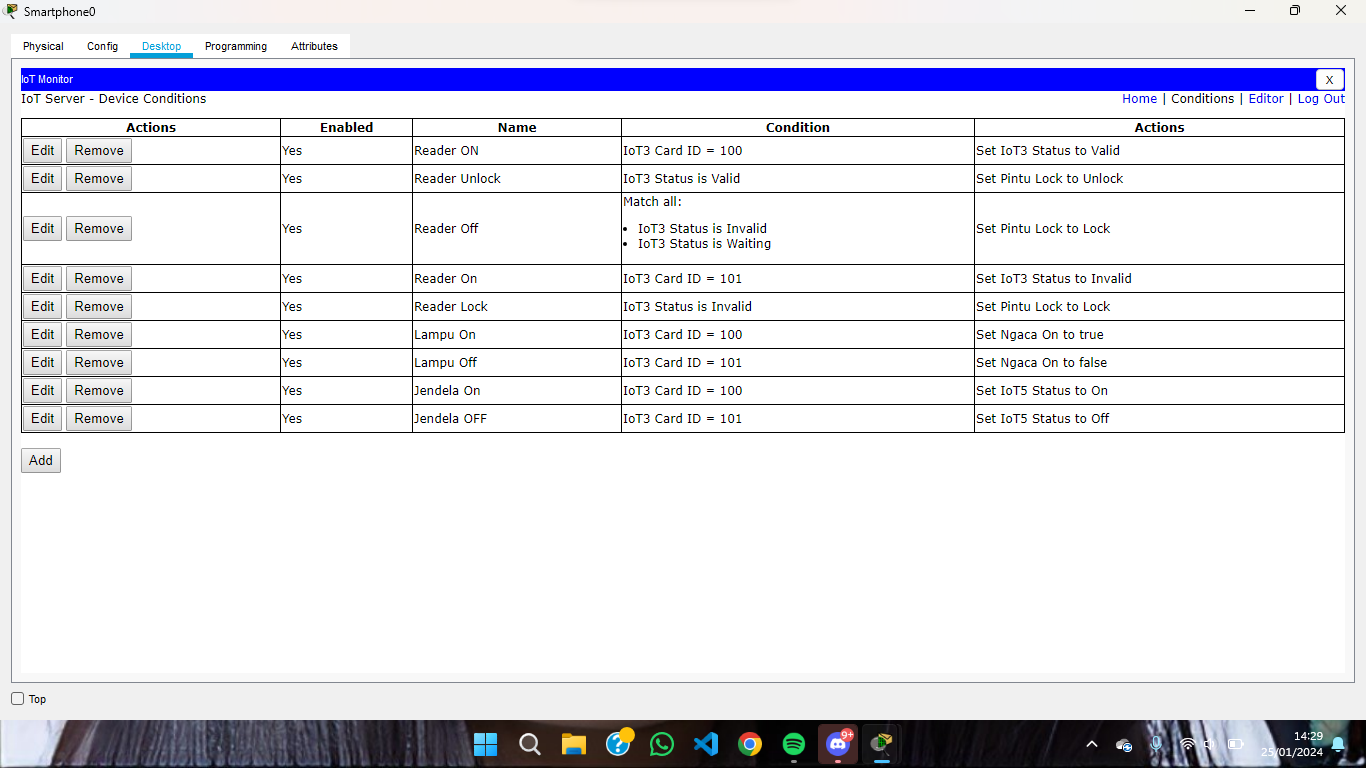 Smartphone0
Physical Config Desktop Programming Attributes
IoT Monitor X
IoT Server - Device Conditions Home | Conditions | Editor | Log Out
Actions Enabled Name Condition Actions
Edit Remove Yes Reader ON IoT3 Card ID = 100 Set IoT3 Status to Valid
Edit Remove Yes Reader Unlock IoT3 Status is Valid Set Pintu Lock to Unlock
Match all:
Edit Remove Yes Reader Off • IoT3 Status is Invalid Set Pintu Lock to Lock
• IoT3 Status is Waiting
Edit Remove Yes Reader On IoT3 Card ID = 101 Set IoT3 Status to Invalid
Edit Remove Yes Reader Lock IoT3 Status is Invalid Set Pintu Lock to Lock
Edit Remove Yes Lampu On IoT3 Card ID = 100 Set Ngaca On to true
Edit Remove Yes Lampu Off IoT3 Card ID = 101 Set Ngaca On to false
Edit Remove Yes Jendela On IoT3 Card ID = 100 Set IoT5 Status to On
Edit Remove Yes Jendela OFF IoT3 Card ID = 101 Set IoT5 Status to Off
Add
Top
9+
14:29
25/01/2024